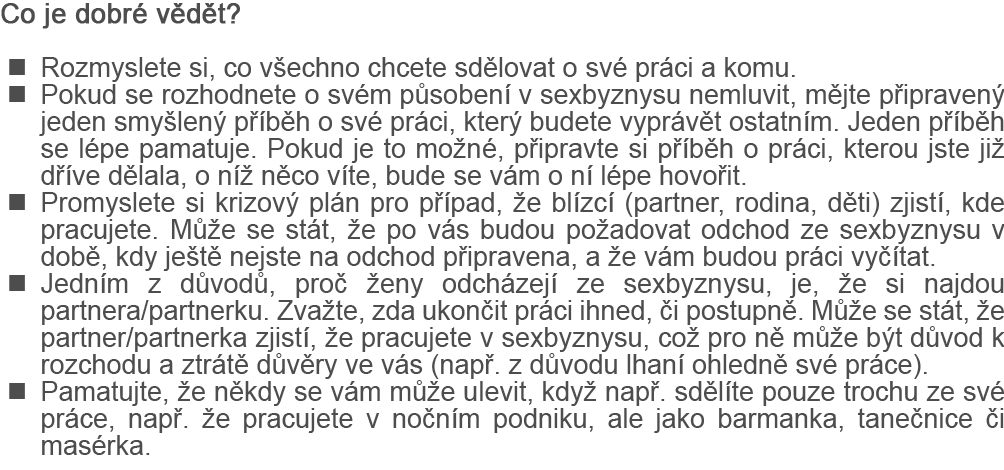 Co je dobré vědět?
■ Rozmyslete si, co všechno chcete sdělovat o své práci a komu.
■ Pokud se rozhodnete o svém působení v sexbyznysu nemluvit, mějte připravený
jeden smyšlený příběh o své práci, který budete vyprávět ostatním. Jeden příběh
se lépe pamatuje. Pokud je to možné, připravte si příběh o práci, kterou jste již
dříve dělala, o níž něco víte, bude se vám o ní lépe hovořit.
■ Promyslete si krizový plán pro případ, že blízcí (partner, rodina, děti) zjistí, kde
pracujete. Může se stát, že po vás budou požadovat odchod ze sexbyznysu v
době, kdy ještě nejste na odchod připravena, a že vám budou práci vyčítat.
■ Jedním z důvodů, proč ženy odcházejí ze sexbyznysu, je, že si najdou
partnera/partnerku. Zvažte, zda ukončit práci ihned, či postupně. Může se stát, že
partner/partnerka zjistí, že pracujete v sexbyznysu, což pro ně může být důvod k
rozchodu a ztrátě důvěry ve vás (např. z důvodu lhaní ohledně své práce).
■ Pamatujte, že někdy se vám může ulevit, když např. sdělíte pouze trochu ze své
práce, např. že pracujete v nočním podniku, ale jako barmanka, tanečnice či
masérka.